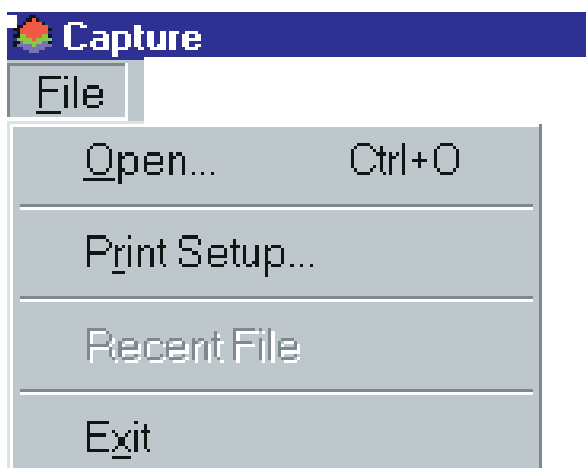 Capture
File
Open... Ctrl+O
Print Setup...
Recent File
Exit